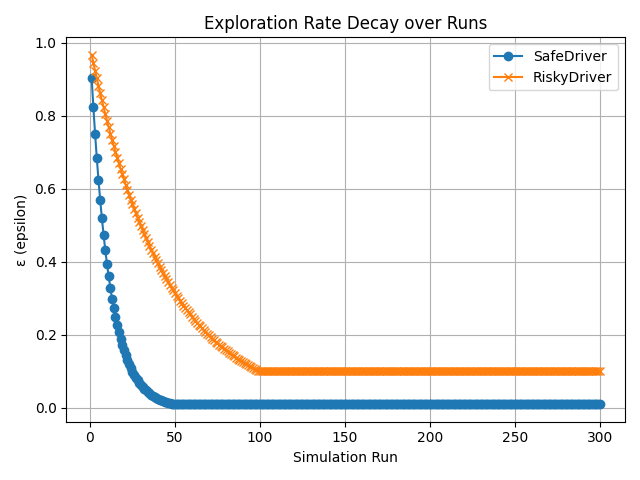 Exploration Rate Decay over Runs
SafeDriver
RiskyDriver
1.0
0.8
0.6
0.4
0.2
0.0
ε (epsilon)
0 50 100 150 200 250 300
Simulation Run